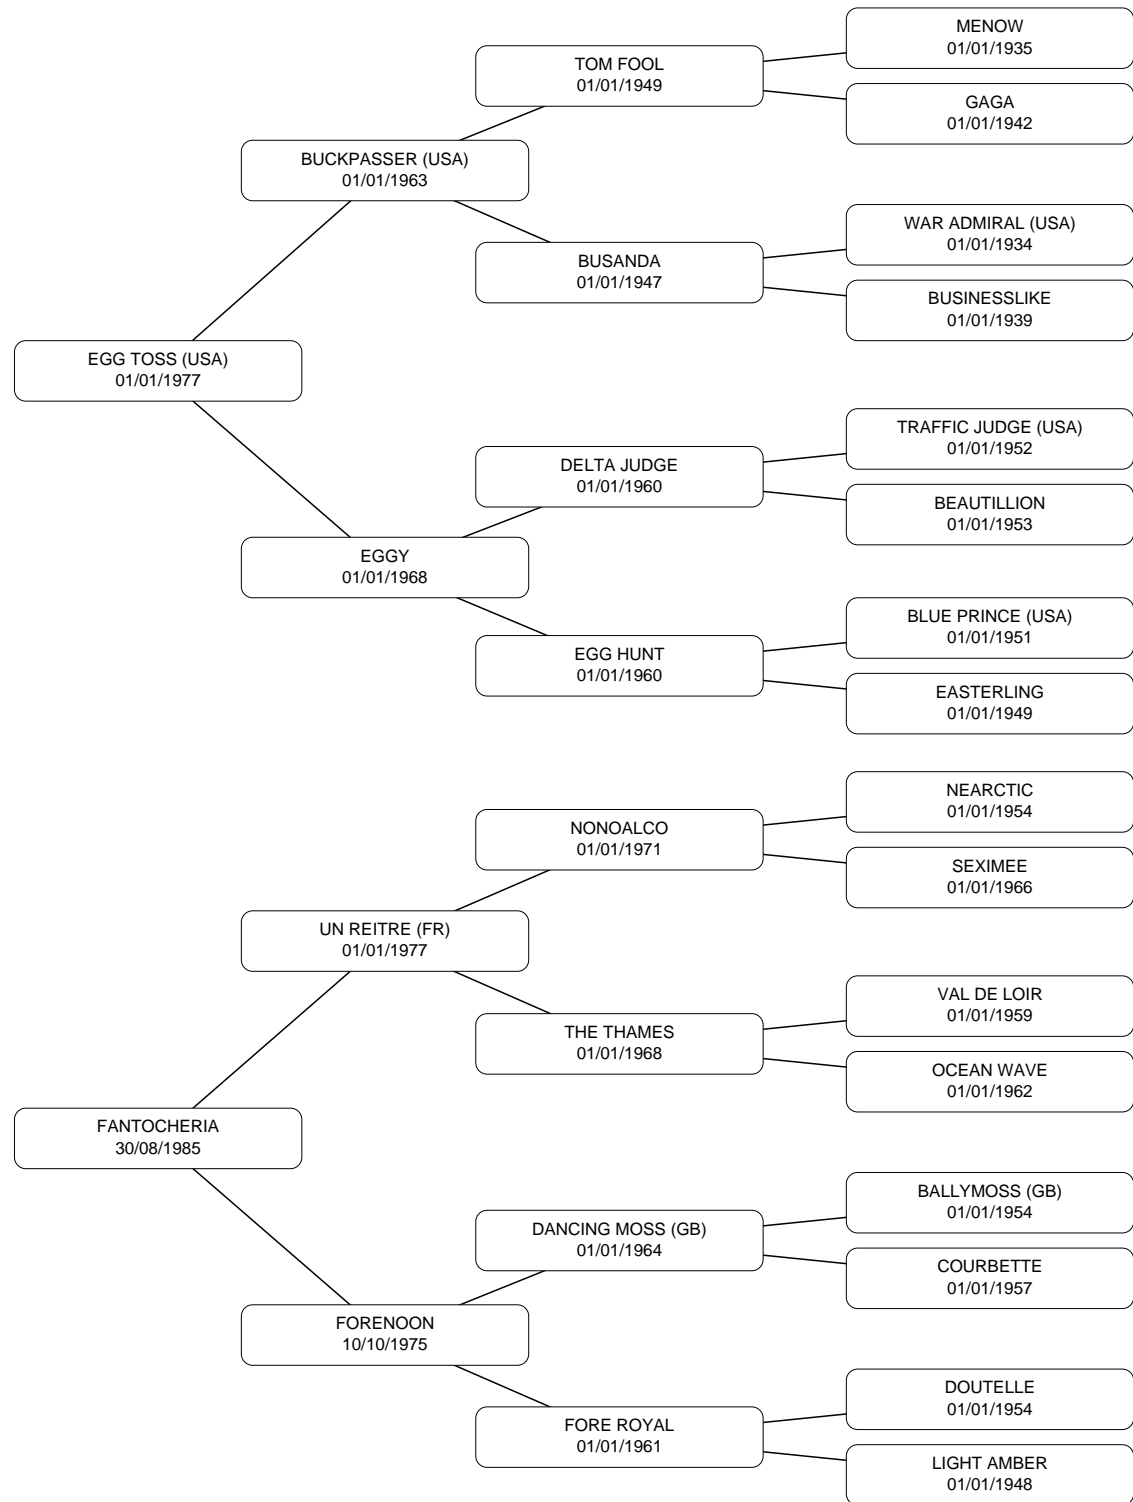 MENOW
01/01/1935
TOM FOOL
01/01/1949
GAGA
01/01/1942
BUCKPASSER (USA)
01/01/1963
WAR ADMIRAL (USA)
01/01/1934
BUSANDA
01/01/1947
BUSINESSLIKE
01/01/1939
EGG TOSS (USA)
01/01/1977
TRAFFIC JUDGE (USA)
01/01/1952
DELTA JUDGE
01/01/1960
BEAUTILLION
01/01/1953
EGGY
01/01/1968
BLUE PRINCE (USA)
01/01/1951
EGG HUNT
01/01/1960
EASTERLING
01/01/1949
NEARCTIC
01/01/1954
NONOALCO
01/01/1971
SEXIMEE
01/01/1966
UN REITRE (FR)
01/01/1977
VAL DE LOIR
01/01/1959
THE THAMES
01/01/1968
OCEAN WAVE
01/01/1962
FANTOCHERIA
30/08/1985
BALLYMOSS (GB)
01/01/1954
DANCING MOSS (GB)
01/01/1964
COURBETTE
01/01/1957
FORENOON
10/10/1975
DOUTELLE
01/01/1954
FORE ROYAL
01/01/1961
LIGHT AMBER
01/01/1948